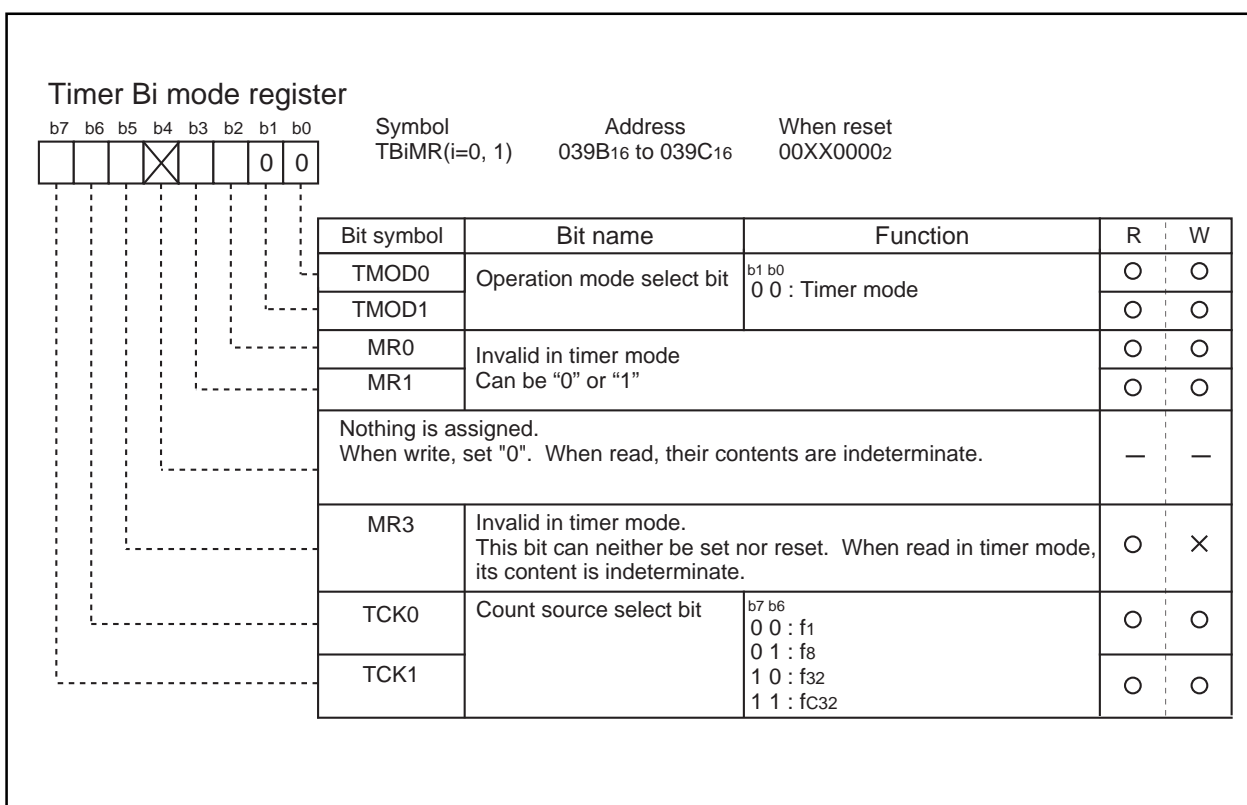 Timer Bi mode register
b7 b6 b5 b4 b3 b2 b1 b0
0 0
Symbol Address When reset
TBiMR(i=0, 1) 039B16 to 039C16 00XX00002
Bit symbol Bit name Function R W
TMOD0 Operation mode select bit b1 b0
0 0 : Timer mode
TMOD1
MR0 Invalid in timer mode
MR1 Can be “0” or “1”
Nothing is assigned.
When write, set "0". When read, their contents are indeterminate.
MR3 Invalid in timer mode.
This bit can neither be set nor reset. When read in timer mode,
its content is indeterminate.
TCK0 Count source select bit b7 b6
0 0 : f1
0 1 : f8
TCK1 1 0 : f32
1 1 : fC32